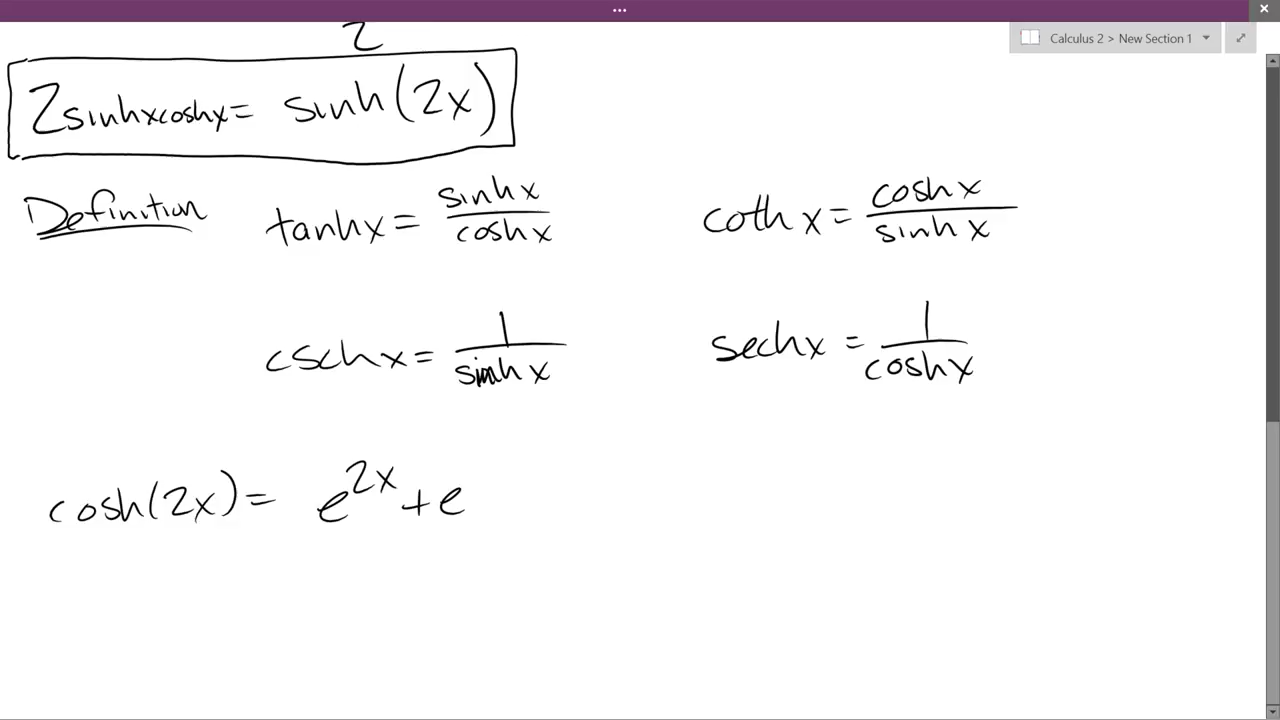 Calculus 2 > New Section 1
2
2sinhxcoshx = sinh(2x)
Definition tanhx = sinhx/coshx cothx = coshx/sinhx
cschx = 1/sinhx sechx = 1/coshx
cosh(2x) = e^2x + e